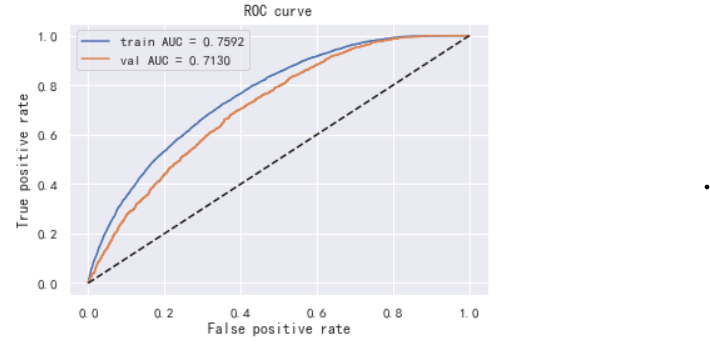 ROC curve
train AUC = 0.7592
val AUC = 0.7130
True positive rate
1.0
0.8
0.6
0.4
0.2
0.0
0.0 0.2 0.4 0.6 0.8 1.0
False positive rate